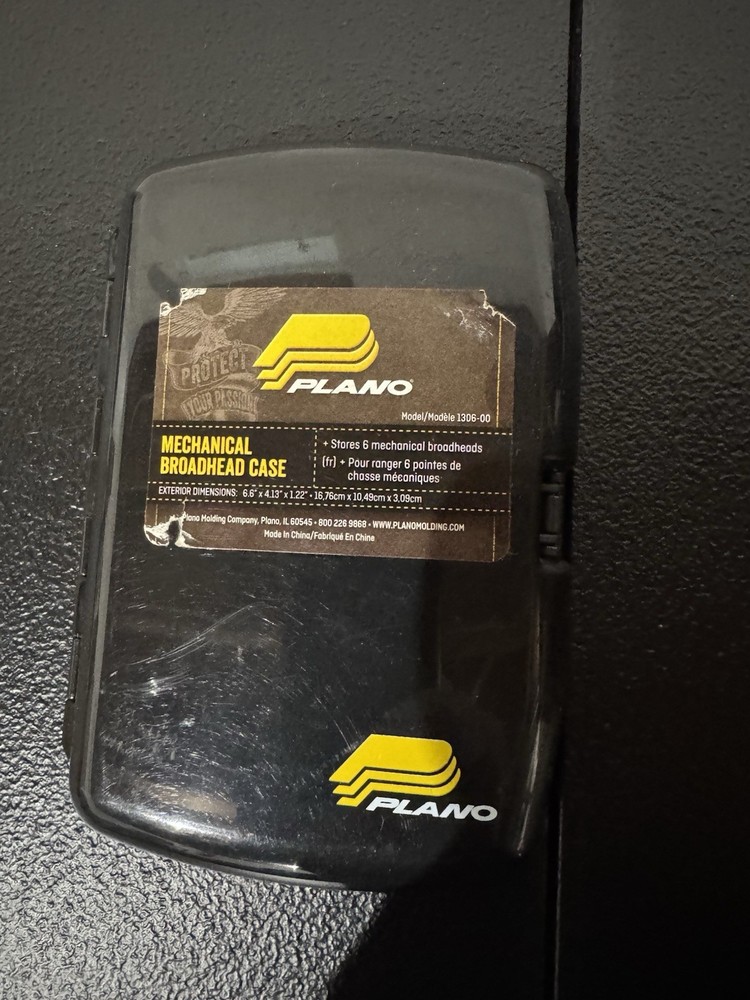 PROTECT
YOUR PASSION
PLANO
Model/Modèle 1306-00
MECHANICAL
BROADHEAD CASE
+ Stores 6 mechanical broadheads
(fr) + Pour ranger 6 pointes de
chasse mécaniques
EXTERIOR DIMENSIONS: 6.6" x 4.13" x 1.22" • 16,76cm x 10,49cm x 3,09cm
Plano Molding Company, Plano, IL 60545 • 800 226 9868 • WWW.PLANOMOLDING.COM
Made In China/Fabriqué En Chine
PLANO